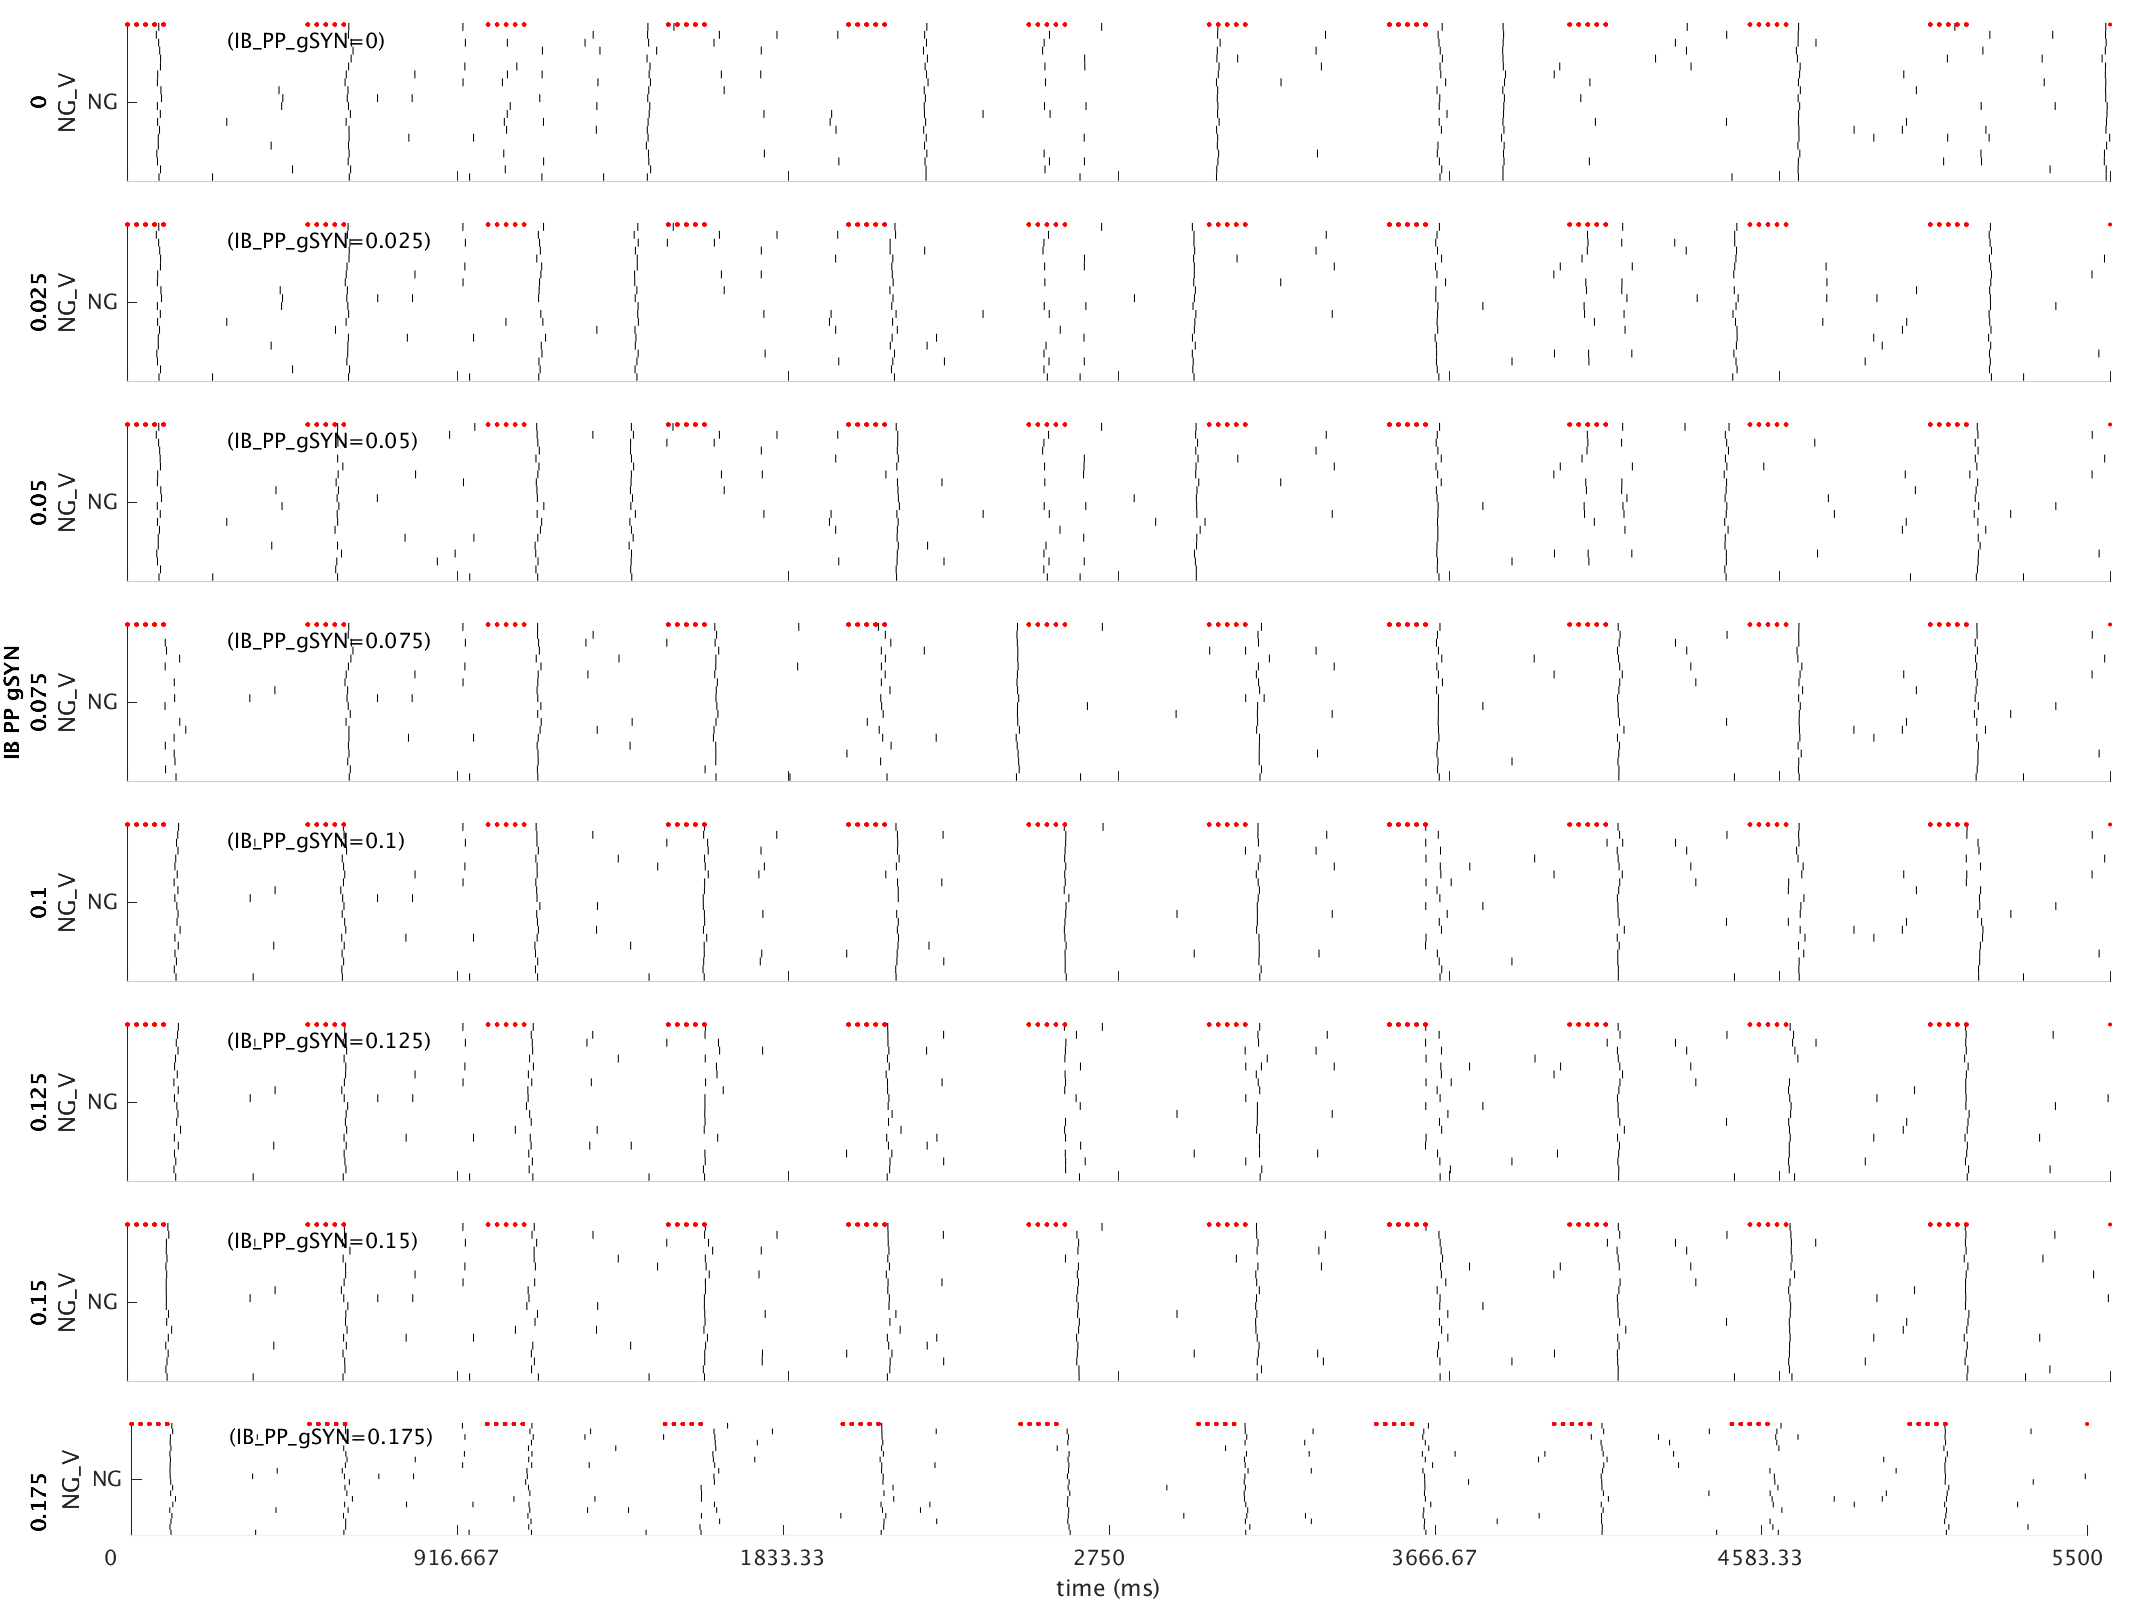 IB PP gSYN
0
NG_V
NG
(IB_PP_gSYN=0)
0.025
NG_V
NG
(IB_PP_gSYN=0.025)
0.05
NG_V
NG
(IB_PP_gSYN=0.05)
0.075
NG_V
NG
(IB_PP_gSYN=0.075)
0.1
NG_V
NG
(IB_PP_gSYN=0.1)
0.125
NG_V
NG
(IB_PP_gSYN=0.125)
0.15
NG_V
NG
(IB_PP_gSYN=0.15)
0.175
NG_V
NG
(IB_PP_gSYN=0.175)
0 916.667 1833.33 2750 3666.67 4583.33 5500
time (ms)